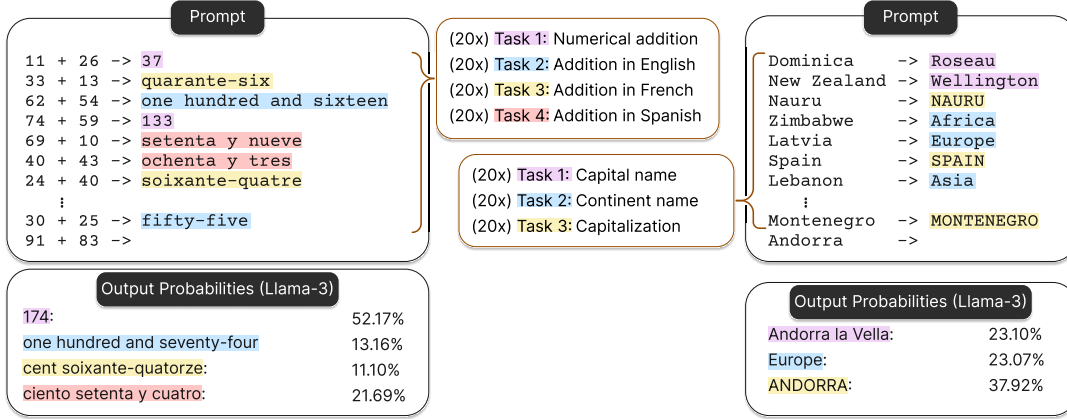 Prompt
11 + 26 -> 37
33 + 13 -> quarante-six
62 + 54 -> one hundred and sixteen
74 + 59 -> 133
69 + 10 -> setenta y nueve
40 + 43 -> ochenta y tres
24 + 40 -> soixante-quatre
⋮
30 + 25 -> fifty-five
91 + 83 ->
Output Probabilities (Llama-3)
174: 52.17%
one hundred and seventy-four 13.16%
cent soixante-quatorze: 11.10%
ciento setenta y cuatro: 21.69%
(20x) Task 1: Numerical addition
(20x) Task 2: Addition in English
(20x) Task 3: Addition in French
(20x) Task 4: Addition in Spanish
(20x) Task 1: Capital name
(20x) Task 2: Continent name
(20x) Task 3: Capitalization
Prompt
Dominica -> Roseau
New Zealand -> Wellington
Nauru -> NAURU
Zimbabwe -> Africa
Latvia -> Europe
Spain -> SPAIN
Lebanon -> Asia
⋮
Montenegro -> MONTENEGRO
Andorra ->
Output Probabilities (Llama-3)
Andorra la Vella: 23.10%
Europe: 23.07%
ANDORRA: 37.92%